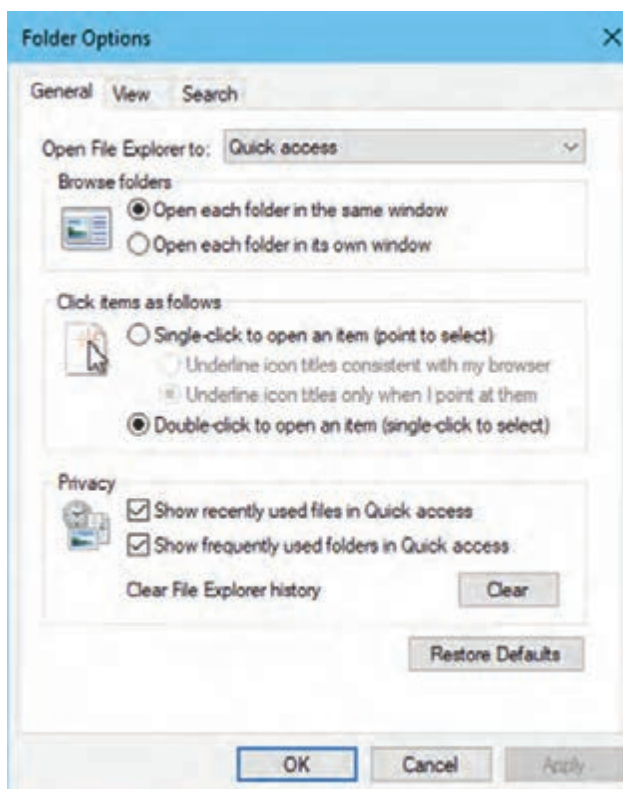 Folder Options
General View Search
Open File Explorer to: Quick access
Browse folders
Open each folder in the same window
Open each folder in its own window
Click items as follows
Single-click to open an item (point to select)
Underline icon titles consistent with my browser
Underline icon titles only when I point at them
Double-click to open an item (single-click to select)
Privacy
Show recently used files in Quick access
Show frequently used folders in Quick access
Clear File Explorer history Clear
Restore Defaults
OK Cancel Apply